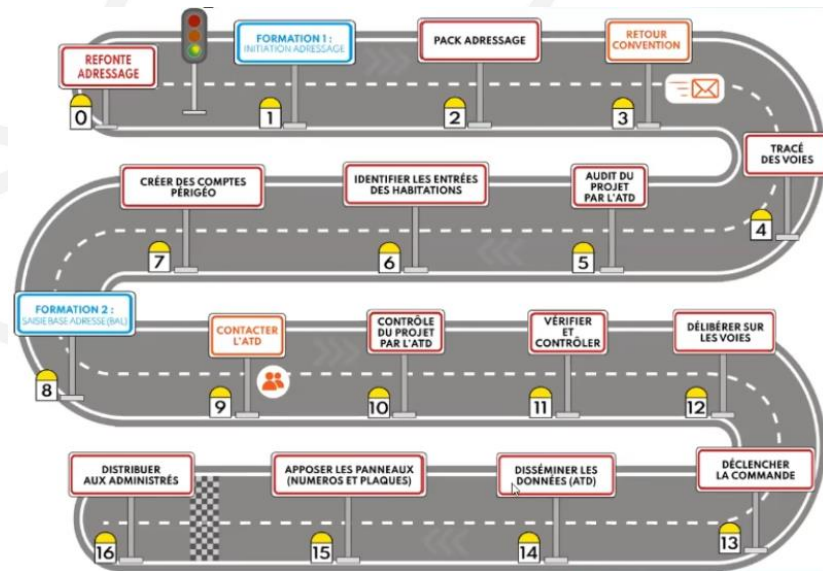 REFONTE
ADRESSAGE
0
FORMATION 1 :
INITIATION ADRESSAGE
1
PACK ADRESSAGE
2
RETOUR
CONVENTION
3
TRACÉ
DES VOIES
4
AUDIT DU
PROJET
PAR L'ATD
5
IDENTIFIER LES ENTRÉES
DES HABITATIONS
6
CRÉER DES COMPTES
PÉRIGÉO
7
FORMATION 2 :
SAISIE BASE ADRESSE (BAL)
8
CONTACTER
L'ATD
9
CONTRÔLE
DU PROJET
PAR L'ATD
10
VÉRIFIER
ET
CONTRÔLER
11
DÉLIBÉRER SUR
LES VOIES
12
DÉCLENCHER
LA COMMANDE
13
DISSÉMINER LES
DONNÉES (ATD)
14
APPOSER LES PANNEAUX
(NUMEROS ET PLAQUES)
15
DISTRIBUER
AUX ADMINISTRÉS
16